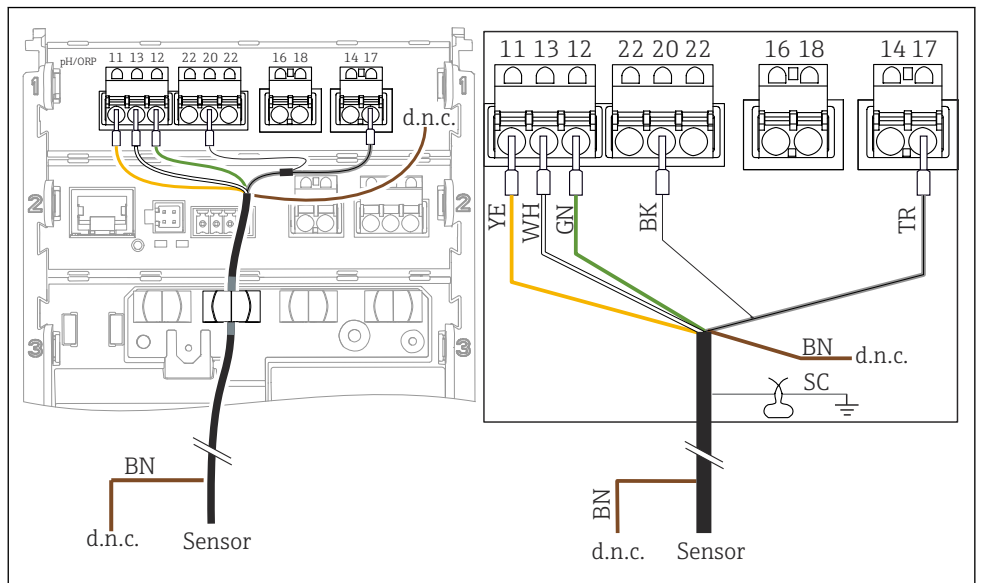 pH/ORP 11 13 12 22 20 22 16 18 14 17
1 1
d.n.c.
2 2
3 3
BN
d.n.c. Sensor
11 13 12 22 20 22 16 18 14 17
YE WH GN BK TR
BN d.n.c.
SC
BN
d.n.c. Sensor